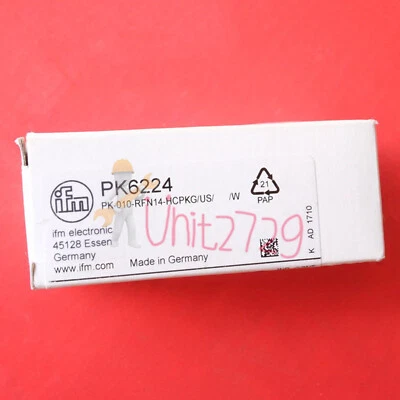 ifm
PK6224
PK-010-RFN14-HCPKG/US/ /W
ifm electronic
45128 Essen
Germany
www.ifm.com
Made in Germany
21
PAP
K AD 1710
Unit2729